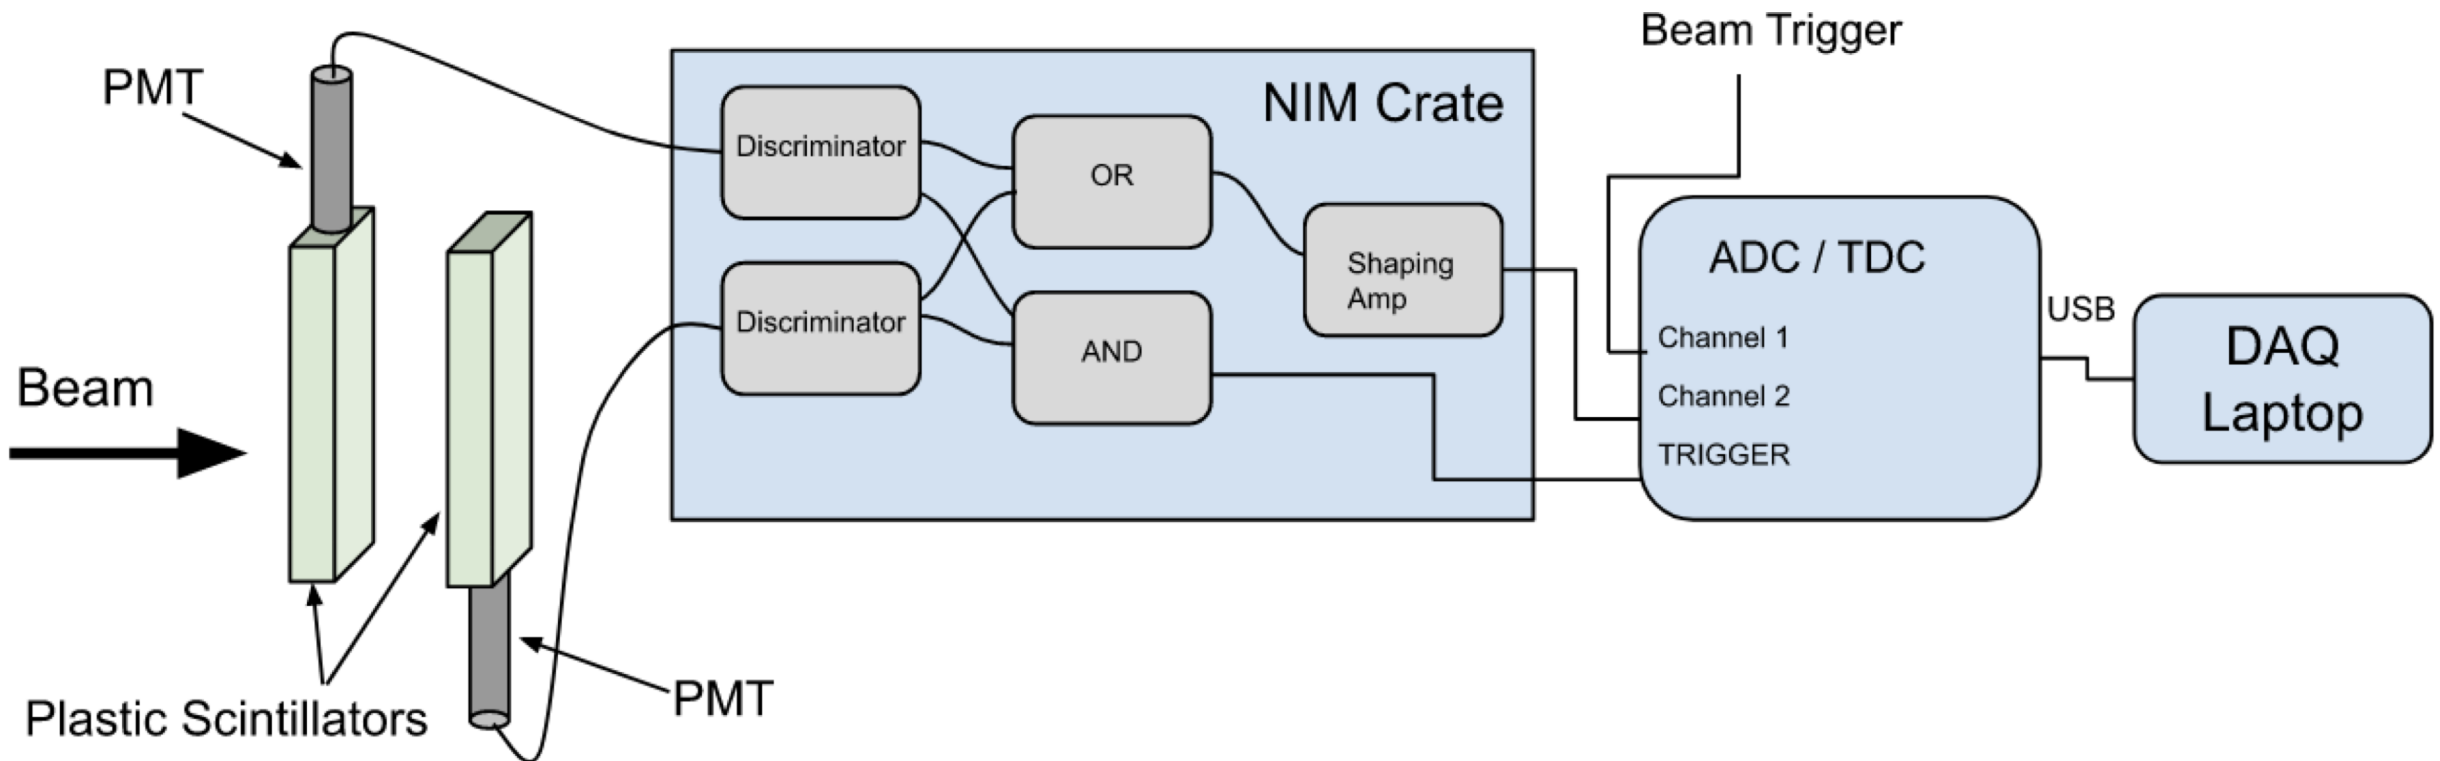 Beam Trigger
PMT
NIM Crate
Discriminator
OR
ADC / TDC
Shaping
Amp
USB
Discriminator
Channel 1
AND
DAQ
Laptop
Beam
Channel 2
TRIGGER
PMT
Plastic Scintillators